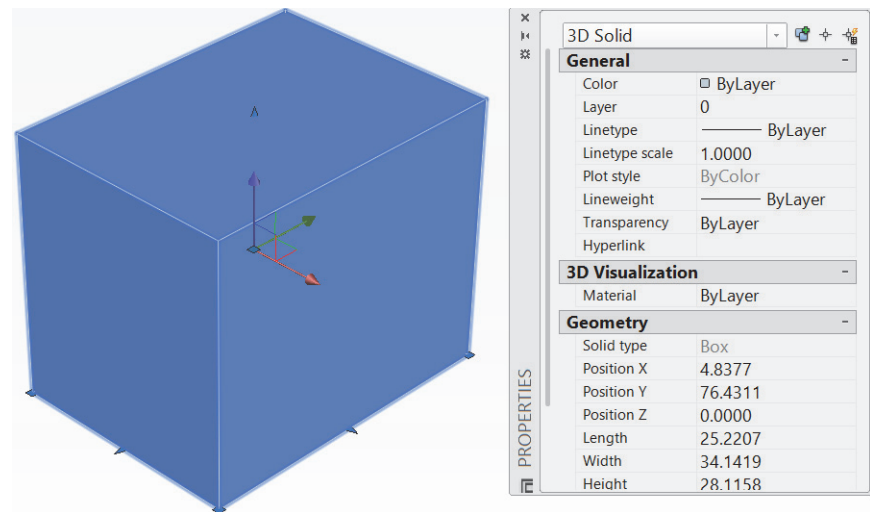 3D Solid
General
Color ByLayer
Layer 0
Linetype ByLayer
Linetype scale 1.0000
Plot style ByColor
Lineweight ByLayer
Transparency ByLayer
Hyperlink
3D Visualization
Material ByLayer
Geometry
Solid type Box
Position X 4.8377
Position Y 76.4311
Position Z 0.0000
Length 25.2207
Width 34.1419
Height 28.1158
PROPERTIES